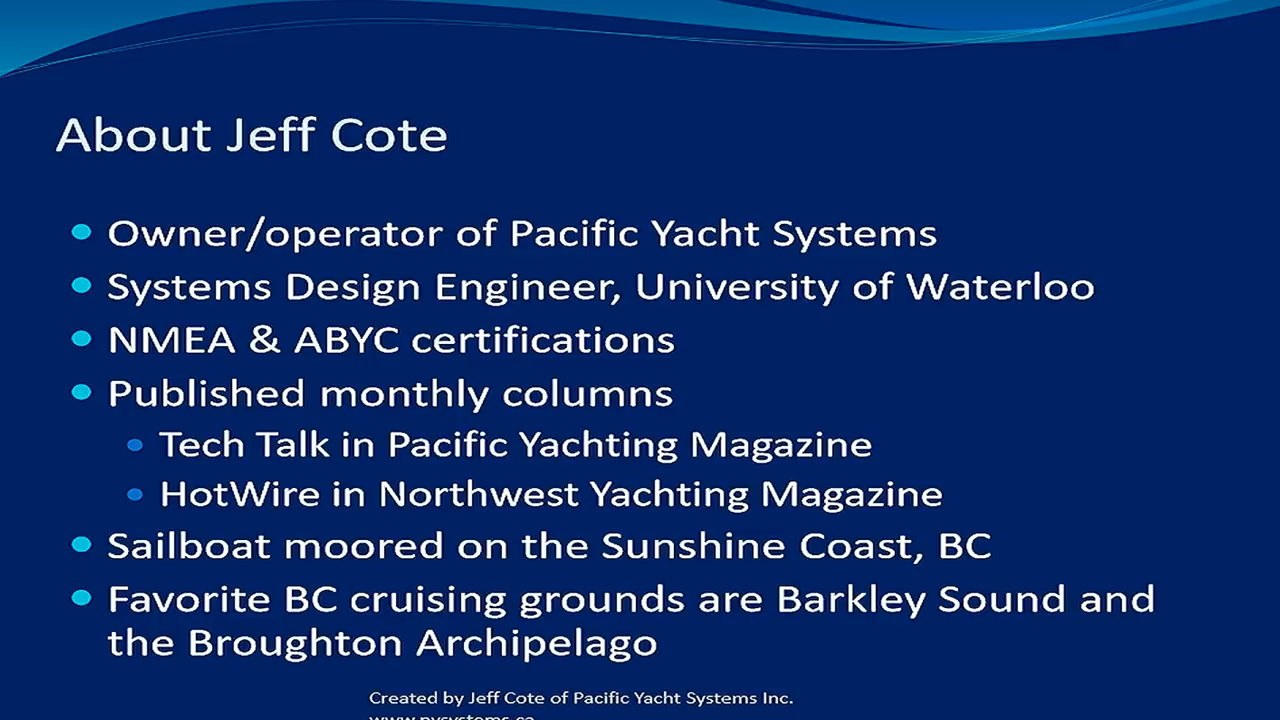 About Jeff Cote
• Owner/operator of Pacific Yacht Systems
• Systems Design Engineer, University of Waterloo
• NMEA & ABYC certifications
• Published monthly columns
• Tech Talk in Pacific Yachting Magazine
• HotWire in Northwest Yachting Magazine
• Sailboat moored on the Sunshine Coast, BC
• Favorite BC cruising grounds are Barkley Sound and
the Broughton Archipelago
Created by Jeff Cote of Pacific Yacht Systems Inc.
www.pysystems.ca